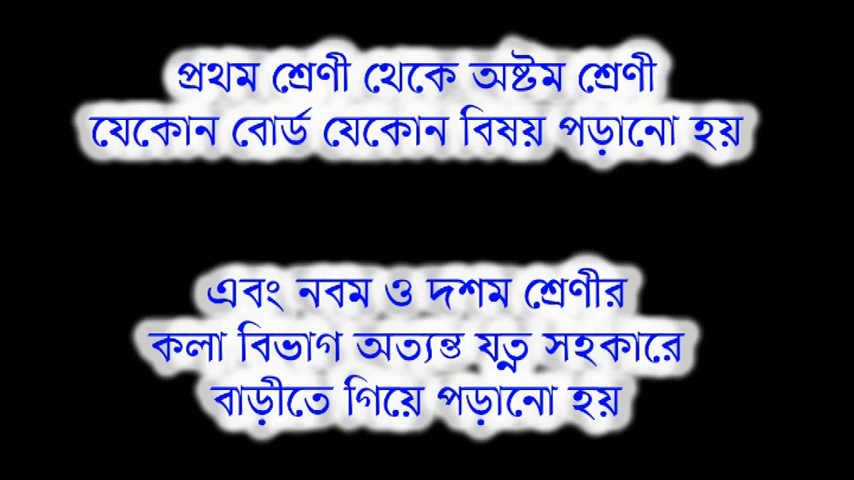 প্রথম শ্রেণী থেকে অষ্টম শ্রেণী
যেকোন বোর্ড যেকোন বিষয় পড়ানো হয়
এবং নবম ও দশম শ্রেণীর
কলা বিভাগ অত্যন্ত যত্ন সহকারে
বাড়ীতে গিয়ে পড়ানো হয়